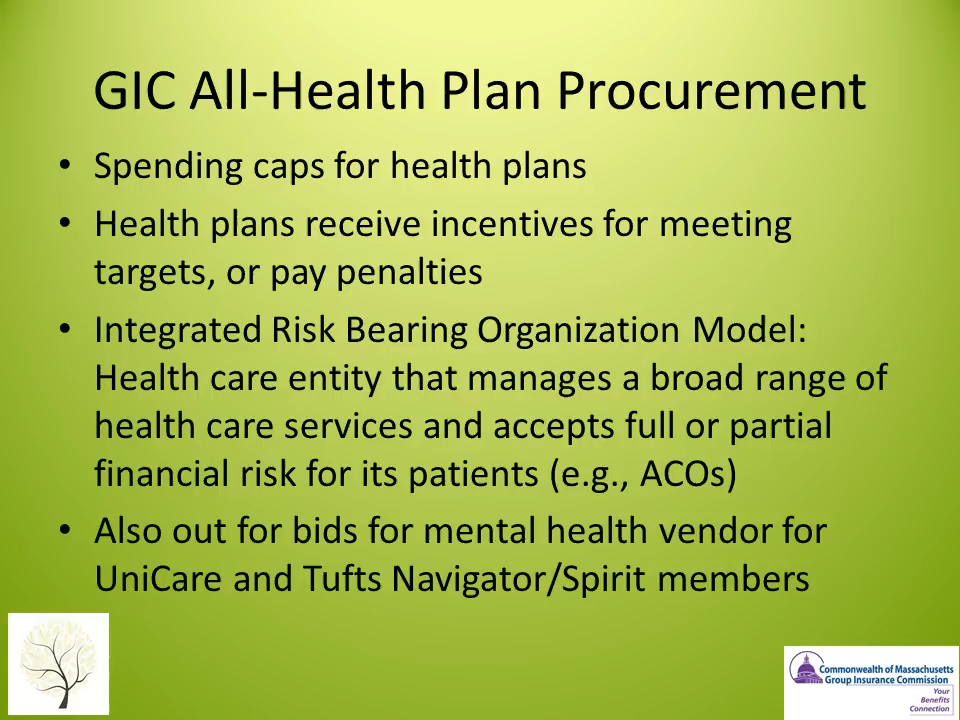 GIC All-Health Plan Procurement
• Spending caps for health plans
• Health plans receive incentives for meeting
targets, or pay penalties
• Integrated Risk Bearing Organization Model:
Health care entity that manages a broad range of
health care services and accepts full or partial
financial risk for its patients (e.g., ACOs)
• Also out for bids for mental health vendor for
UniCare and Tufts Navigator/Spirit members
Commonwealth of Massachusetts
Group Insurance Commission
Your
Benefits
Connection